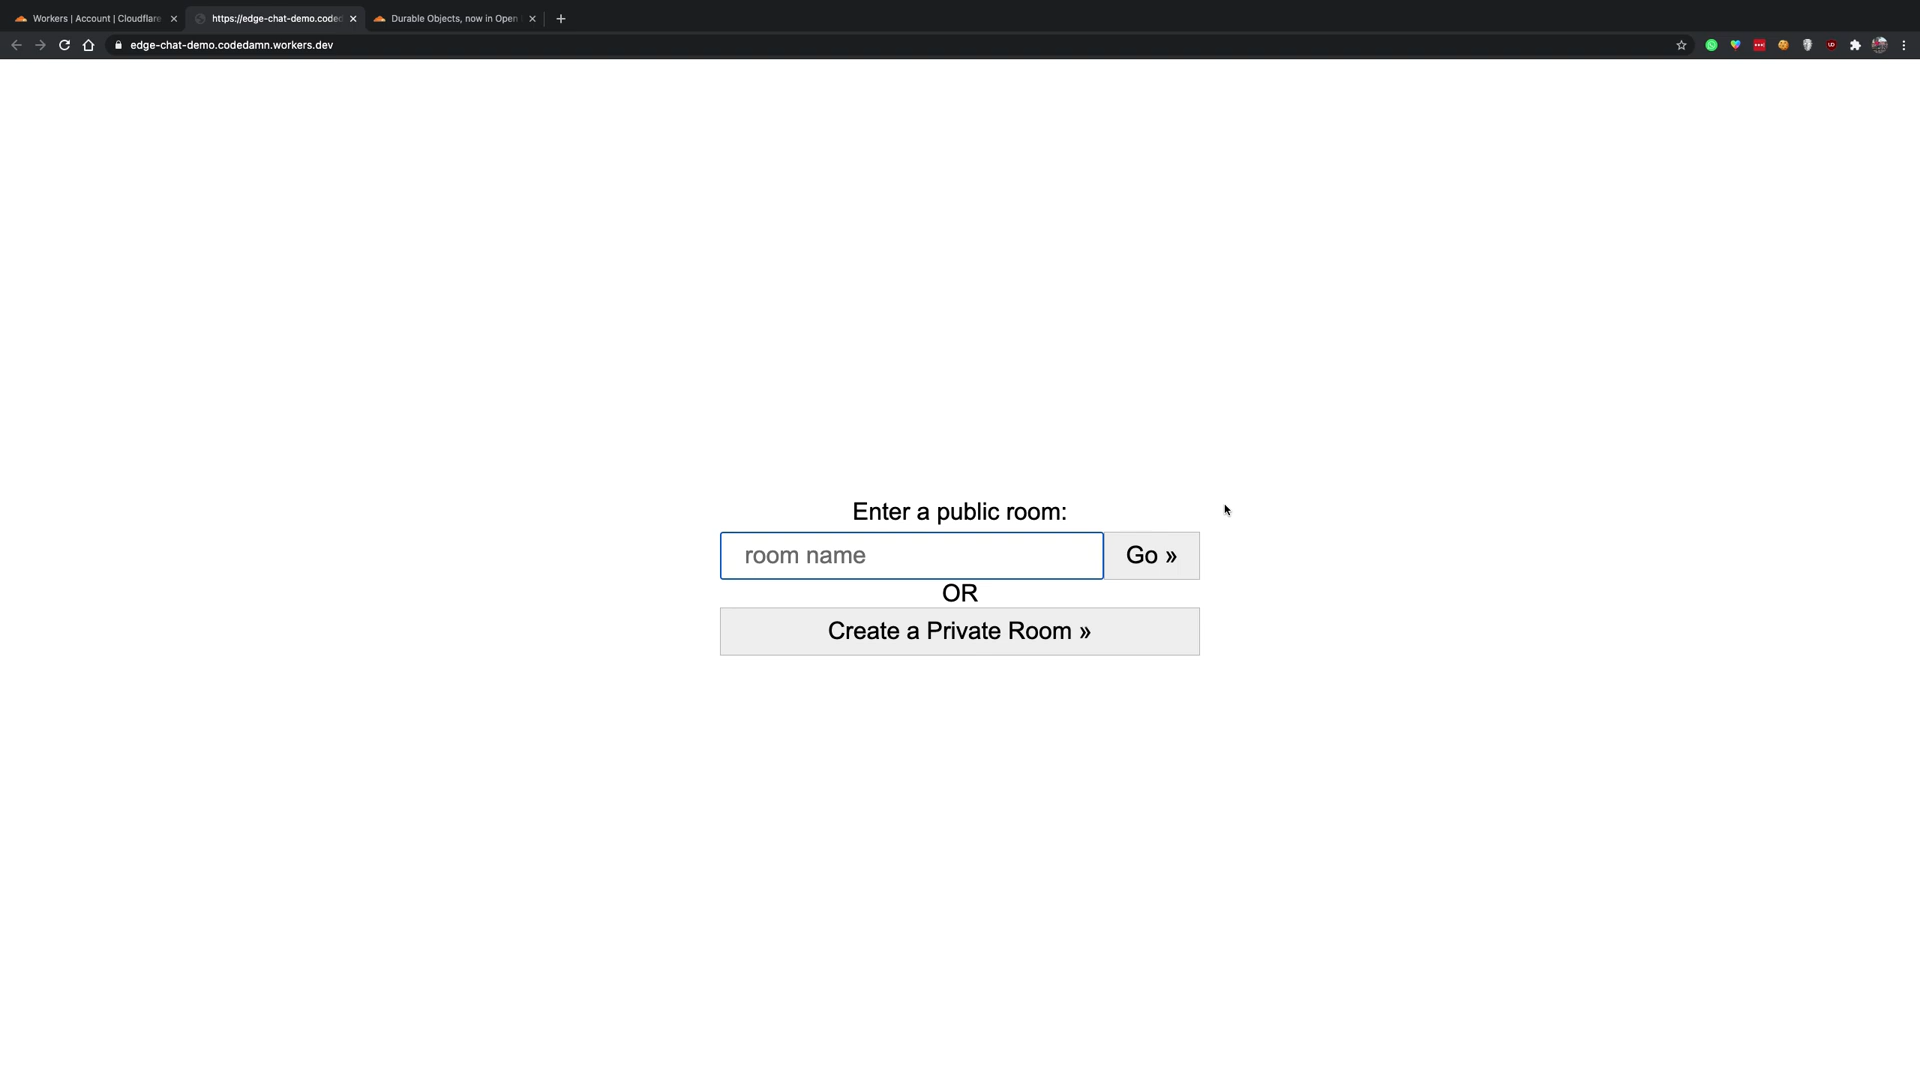 Workers | Account | Cloudflare
https://edge-chat-demo.coded
Durable Objects, now in Open
edge-chat-demo.codedamn.workers.dev
Enter a public room:
room name
Go »
OR
Create a Private Room »